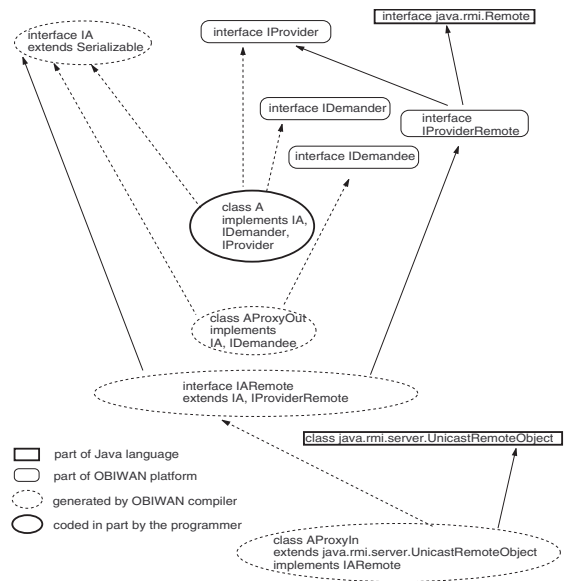 interface java.rmi.Remote
interface IA
extends Serializable
interface IProvider
interface IDemander
interface
IProviderRemote
interface IDemandee
class A
implements IA,
IDemander,
IProvider
class AProxyOut
implements
IA, IDemandee
interface IARemote
extends IA, IProviderRemote
class java.rmi.server.UnicastRemoteObject
part of Java language
part of OBIWAN platform
generated by OBIWAN compiler
coded in part by the programmer
class AProxyIn
extends java.rmi.server.UnicastRemoteObject
implements IARemote